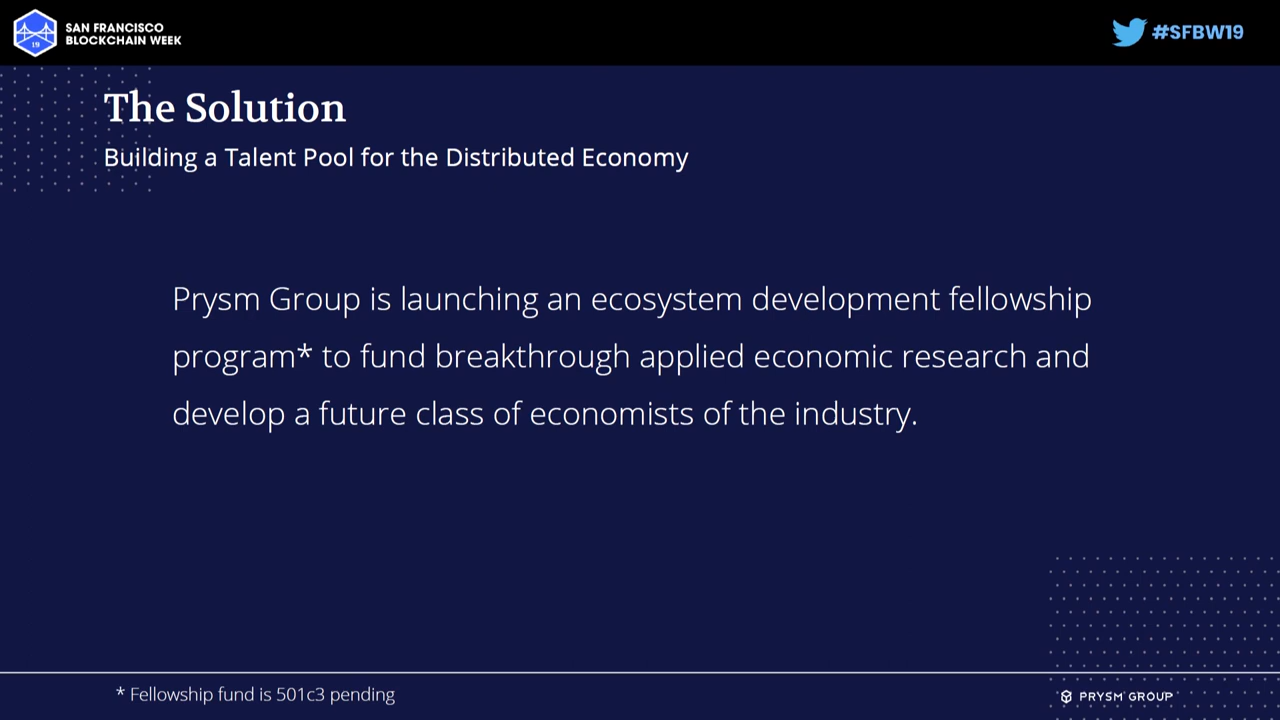 SAN FRANCISCO
BLOCKCHAIN WEEK
19
#SFBW19
The Solution
Building a Talent Pool for the Distributed Economy
Prysm Group is launching an ecosystem development fellowship
program* to fund breakthrough applied economic research and
develop a future class of economists of the industry.
* Fellowship fund is 501c3 pending
PRYSM GROUP